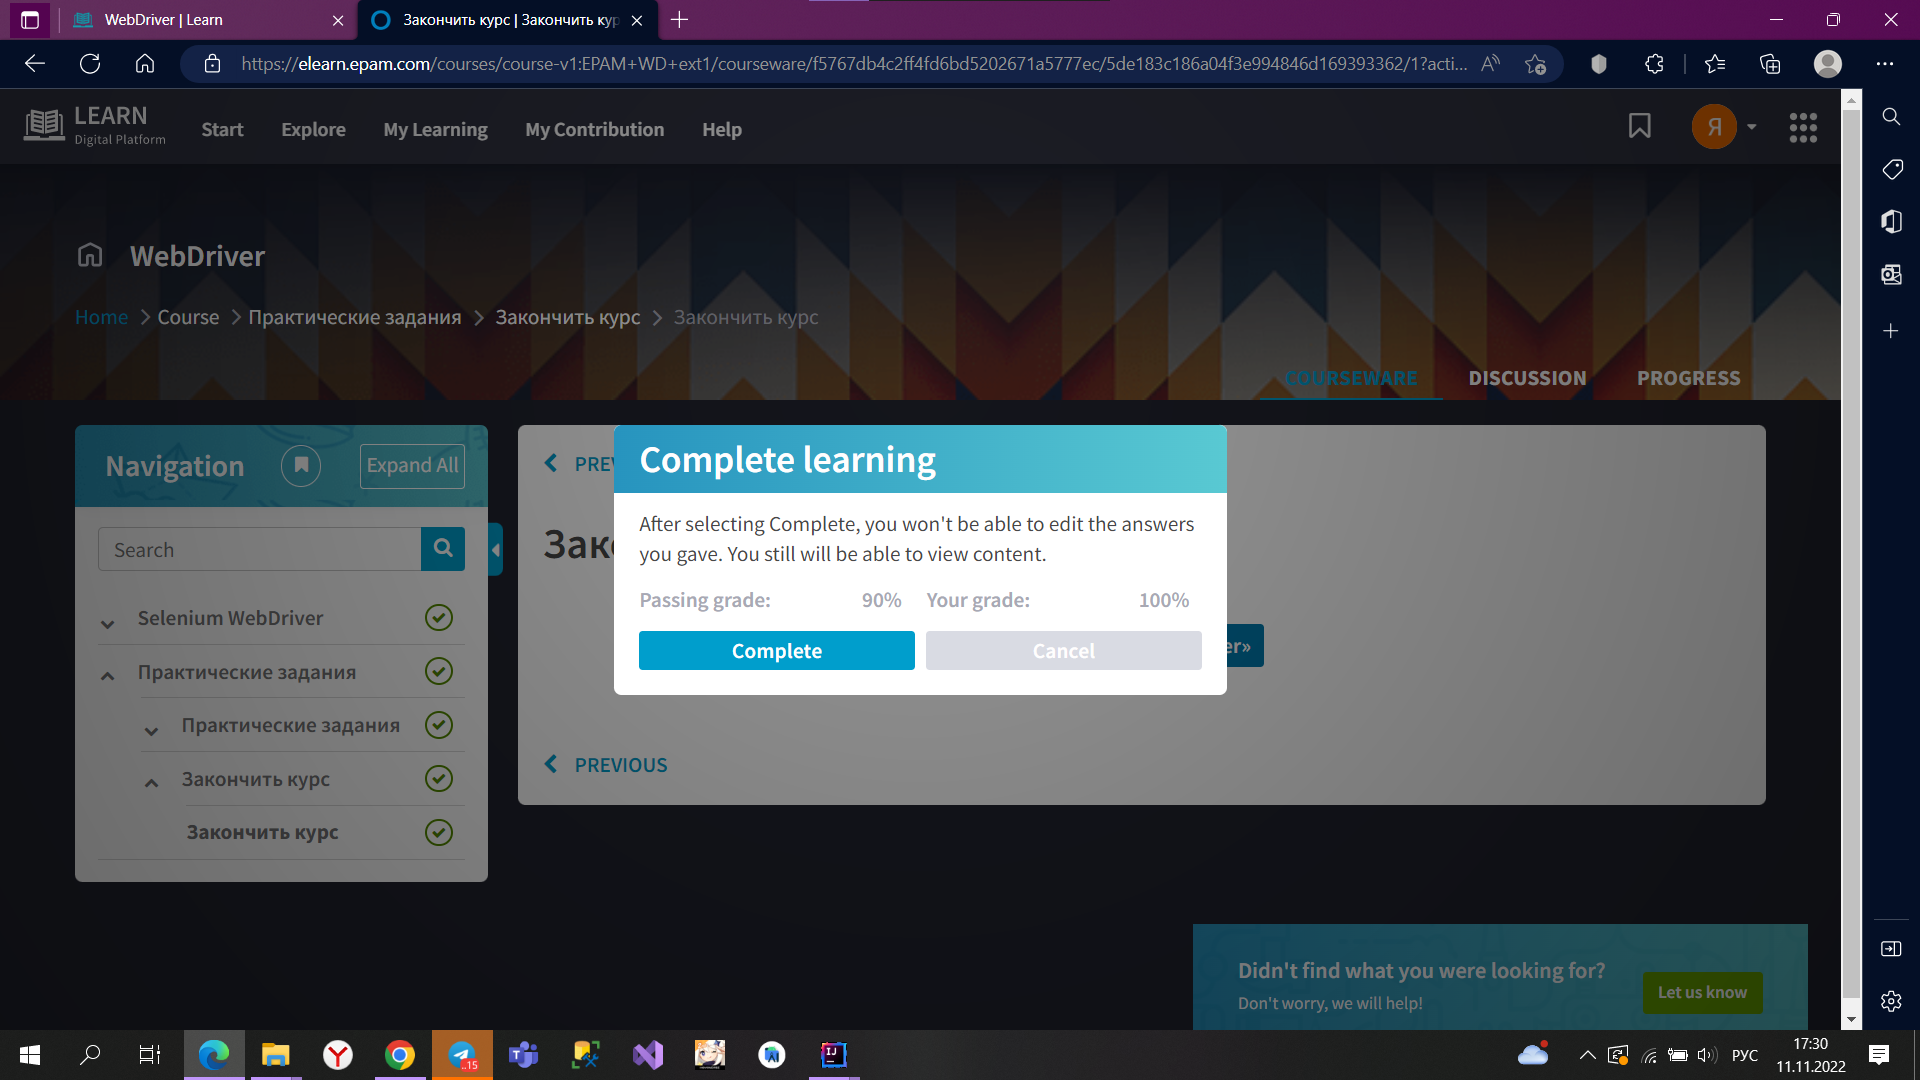 WebDriver | Learn
Закончить курс | Закончить кур
https://elearn.epam.com/courses/course-v1:EPAM+WD+ext1/courseware/f5767db4c2ff4fd6bd5202671a5777ec/5de183c186a04f3e994846d169393362/1?acti...
LEARN
Digital Platform
Start
Explore
My Learning
My Contribution
Help
Я
WebDriver
Home > Course > Практические задания > Закончить курс > Закончить курс
COURSEWARE
DISCUSSION
PROGRESS
Navigation
Expand All
Search
Selenium WebDriver
Практические задания
Практические задания
Закончить курс
Закончить курс
PREV
Зак
Complete learning
After selecting Complete, you won't be able to edit the answers
you gave. You still will be able to view content.
Passing grade: 90% Your grade: 100%
Complete
Cancel
er»
PREVIOUS
Didn't find what you were looking for?
Don't worry, we will help!
Let us know
..15
РУС
17:30
11.11.2022